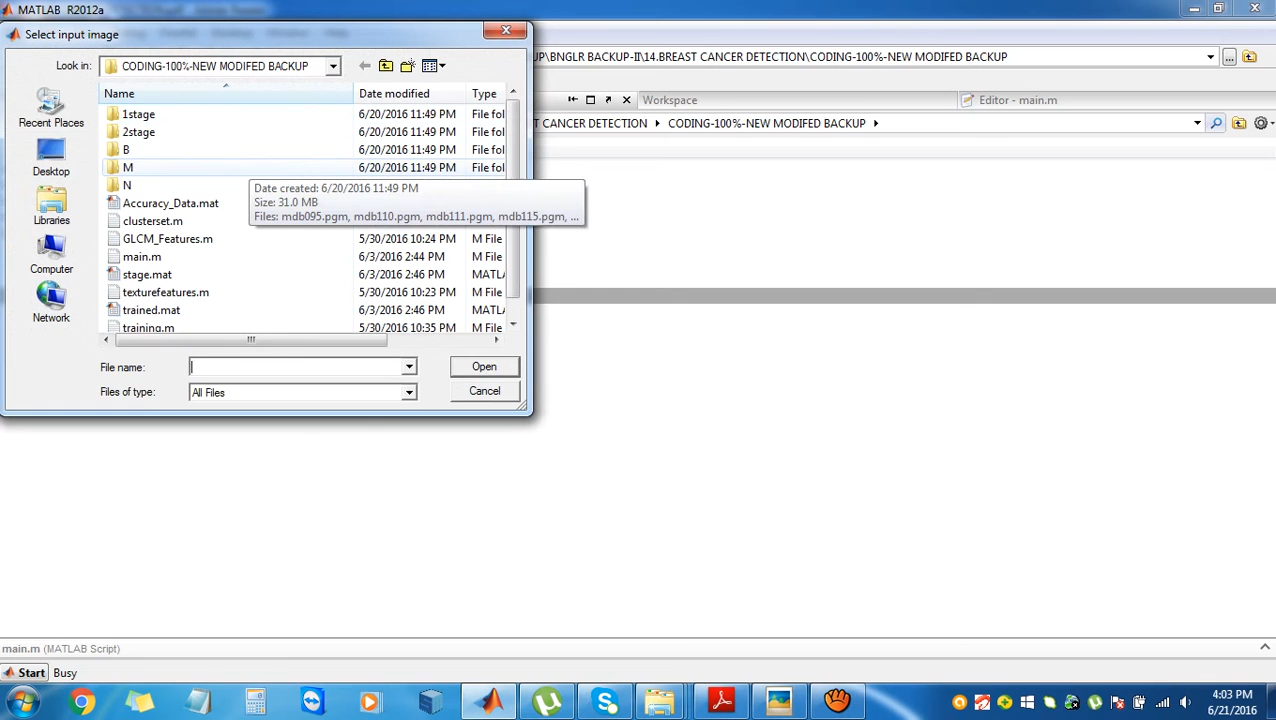 MATLAB R2012a
Select input image
Look in: CODING-100%-NEW MODIFED BACKUP
UP\BNGLR BACKUP-II\14.BREAST CANCER DETECTION\CODING-100%-NEW MODIFED BACKUP
...
Workspace
Editor - main.m
T CANCER DETECTION CODING-100%-NEW MODIFED BACKUP
Name Date modified Type
Recent Places
Desktop
Libraries
Computer
Network
1stage 6/20/2016 11:49 PM File fol
2stage 6/20/2016 11:49 PM File fol
B 6/20/2016 11:49 PM File fol
M 6/20/2016 11:49 PM File fol
N
Date created: 6/20/2016 11:49 PM
Size: 31.0 MB
Files: mdb095.pgm, mdb110.pgm, mdb111.pgm, mdb115.pgm, ...
Accuracy_Data.mat
clusterset.m
GLCM_Features.m 5/30/2016 10:24 PM M File
main.m 6/3/2016 2:44 PM M File
stage.mat 6/3/2016 2:46 PM MATL
texturefeatures.m 5/30/2016 10:23 PM M File
trained.mat 6/3/2016 2:46 PM MATL
training.m 5/30/2016 10:35 PM M File
File name: Open
Files of type: All Files Cancel
main.m (MATLAB Script)
Start Busy
4:03 PM
6/21/2016